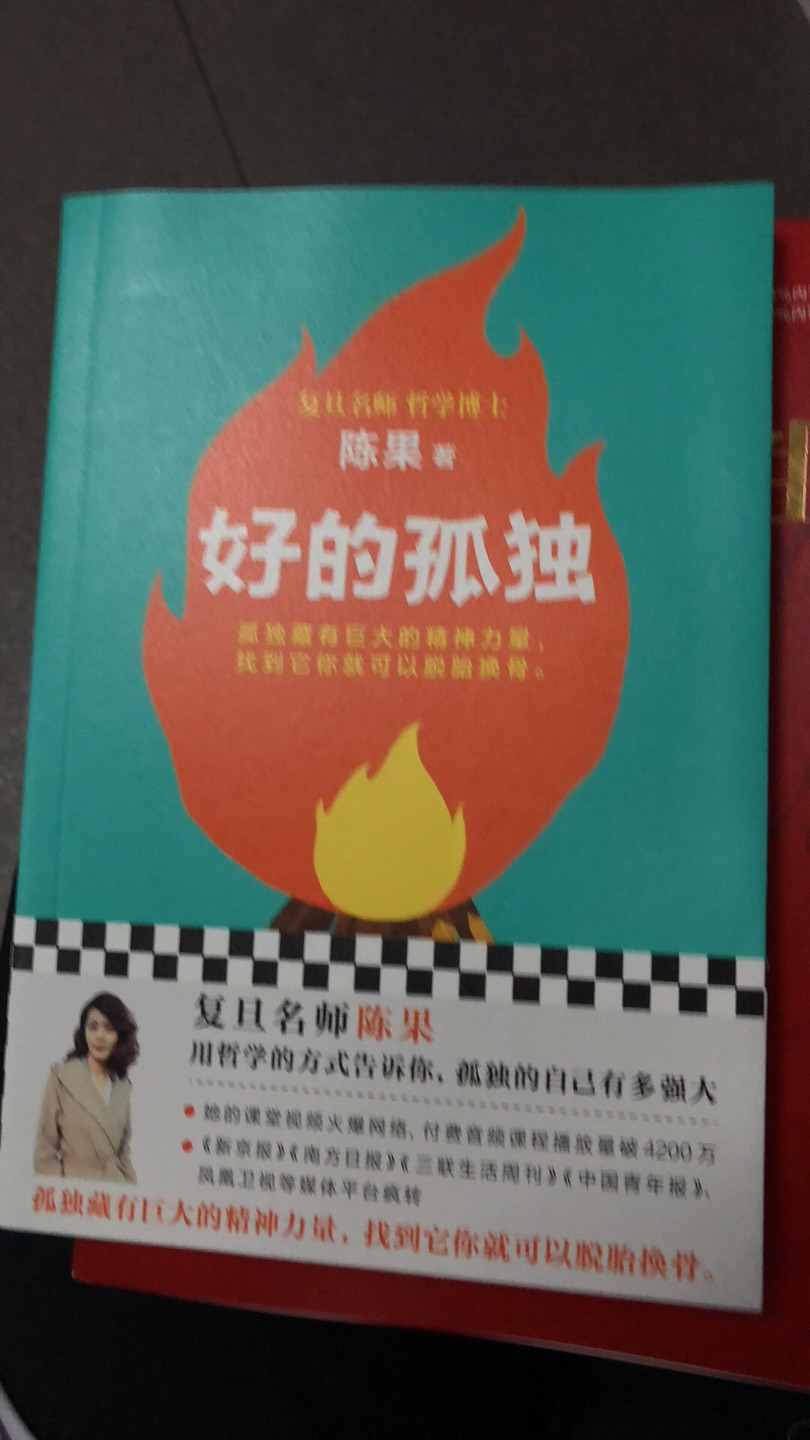 复旦名师 哲学博士
陈果 著
好的孤独
孤独藏有巨大的精神力量，
找到它你就可以脱胎换骨。
复旦名师陈果
用哲学的方式告诉你，孤独的自己有多强大
她的课堂视频火爆网络、付费音频课程播放量破4200万
《新京报》《南方日报》《三联生活周刊》《中国青年报》、
凤凰卫视等媒体平台疯转
孤独藏有巨大的精神力量，找到它你就可以脱胎换骨。